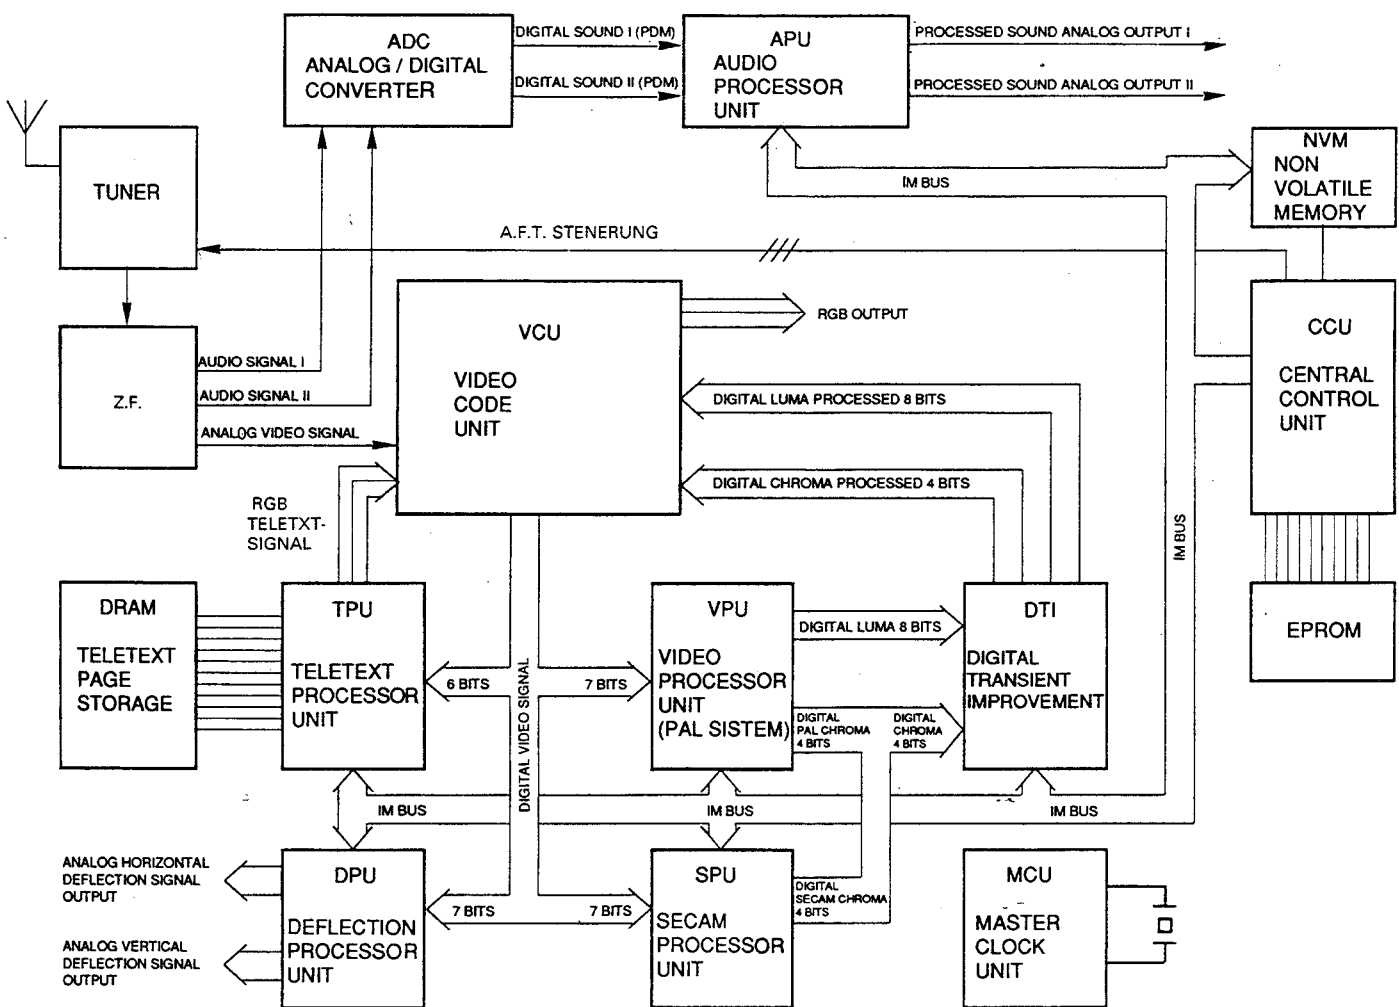 ADC
ANALOG / DIGITAL
CONVERTER
DIGITAL SOUND I (PDM)
DIGITAL SOUND II (PDM)
APU
AUDIO
PROCESSOR
UNIT
PROCESSED SOUND ANALOG OUTPUT I
PROCESSED SOUND ANALOG OUTPUT II
TUNER
IM BUS
NVM
NON
VOLATILE
MEMORY
A.F.T. STENERUNG
Z.F.
AUDIO SIGNAL I
AUDIO SIGNAL II
ANALOG VIDEO SIGNAL
VCU
VIDEO
CODE
UNIT
RGB OUTPUT
DIGITAL LUMA PROCESSED 8 BITS
DIGITAL CHROMA PROCESSED 4 BITS
CCU
CENTRAL
CONTROL
UNIT
RGB
TELETXT-
SIGNAL
IM BUS
DRAM
TELETEXT
PAGE
STORAGE
TPU
TELETEXT
PROCESSOR
UNIT
6 BITS
DIGITAL VIDEO SIGNAL
7 BITS
VPU
VIDEO
PROCESSOR
UNIT
(PAL SISTEM)
DIGITAL LUMA 8 BITS
DIGITAL
PAL CHROMA
4 BITS
DIGITAL
CHROMA
4 BITS
DTI
DIGITAL
TRANSIENT
IMPROVEMENT
EPROM
IM BUS
IM BUS
IM BUS
ANALOG HORIZONTAL
DEFLECTION SIGNAL
OUTPUT
ANALOG VERTICAL
DEFLECTION SIGNAL
OUTPUT
DPU
DEFLECTION
PROCESSOR
UNIT
7 BITS
7 BITS
SPU
SECAM
PROCESSOR
UNIT
DIGITAL
SECAM CHROMA
4 BITS
MCU
MASTER
CLOCK
UNIT